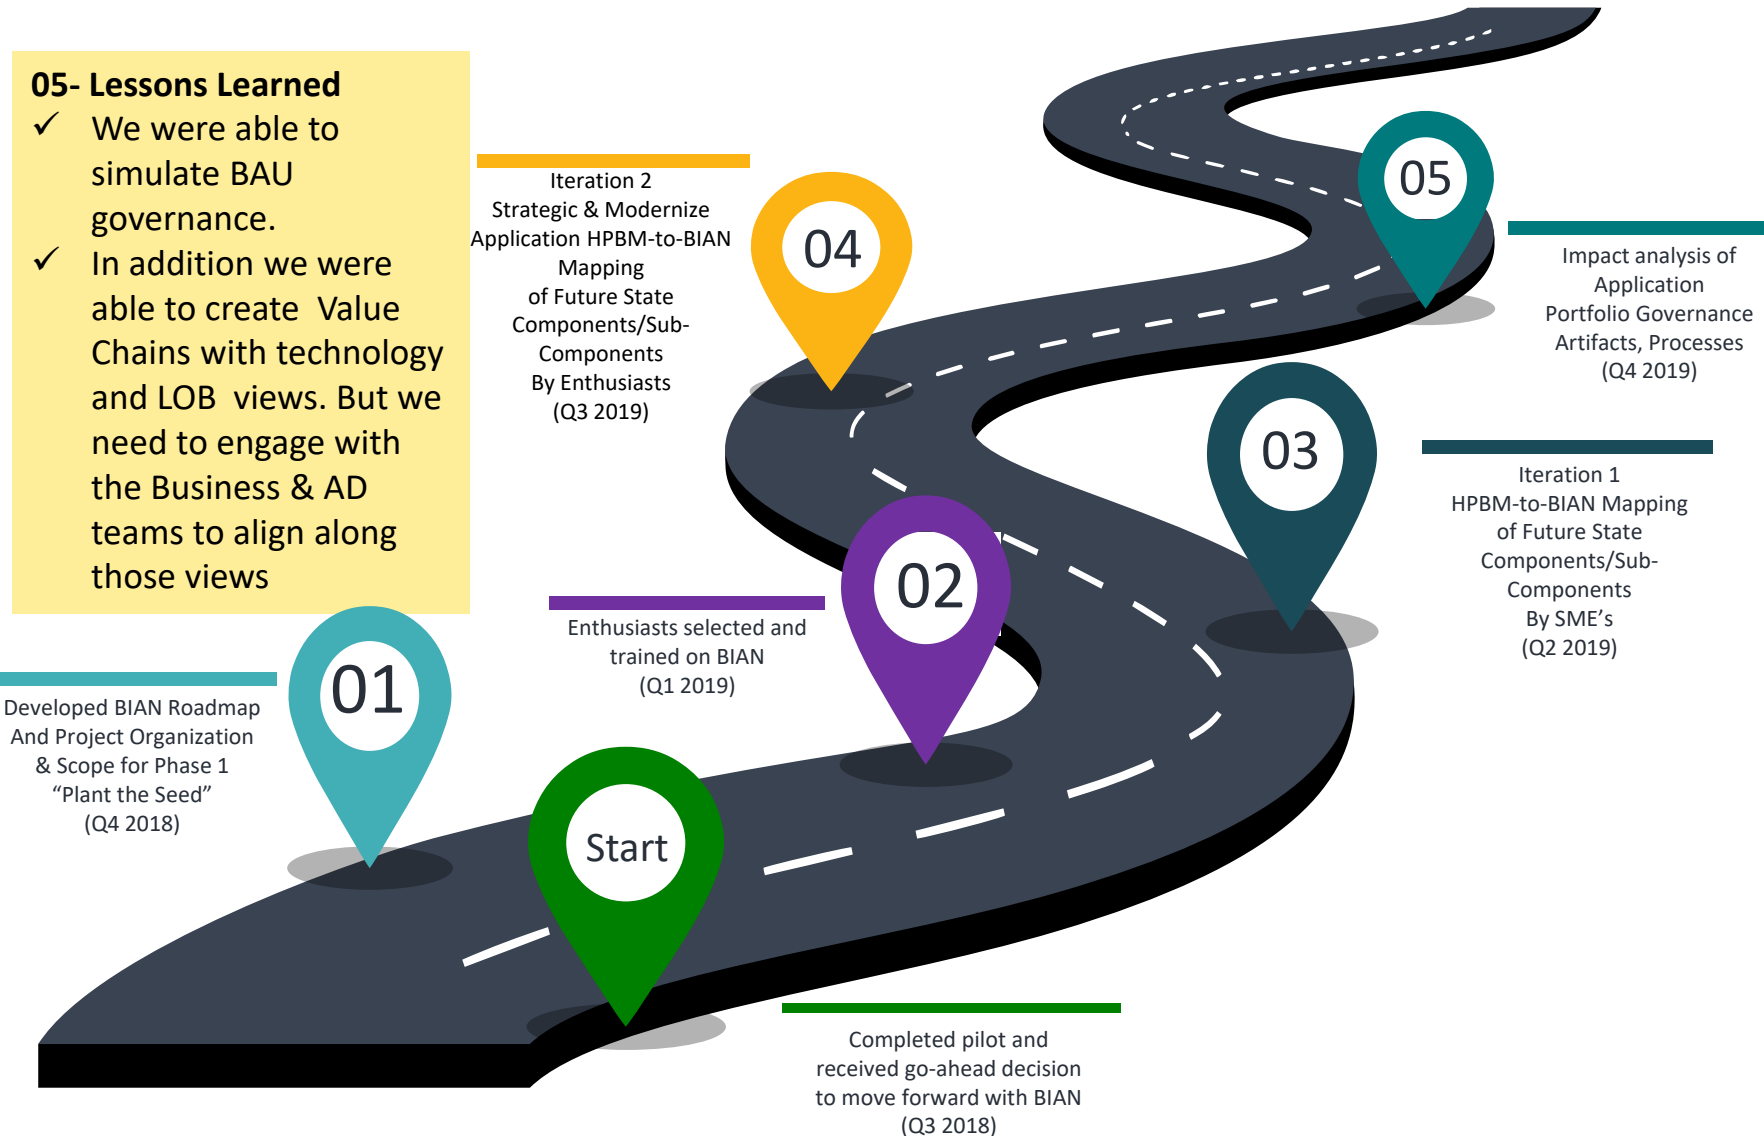 05- Lessons Learned
✓ We were able to
simulate BAU
governance.
✓ In addition we were
able to create  Value
Chains with technology
and LOB  views. But we
need to engage with
the Business & AD
teams to align along
those views
Iteration 2
Strategic & Modernize
Application HPBM-to-BIAN
Mapping
of Future State
Components/Sub-
Components
By Enthusiasts
(Q3 2019)
04
05
Impact analysis of
Application
Portfolio Governance
Artifacts, Processes
(Q4 2019)
03
Iteration 1
HPBM-to-BIAN Mapping
of Future State
Components/Sub-
Components
By SME’s
(Q2 2019)
02
Enthusiasts selected and
trained on BIAN
(Q1 2019)
01
Developed BIAN Roadmap
And Project Organization
& Scope for Phase 1
“Plant the Seed”
(Q4 2018)
Start
Completed pilot and
received go-ahead decision
to move forward with BIAN
(Q3 2018)